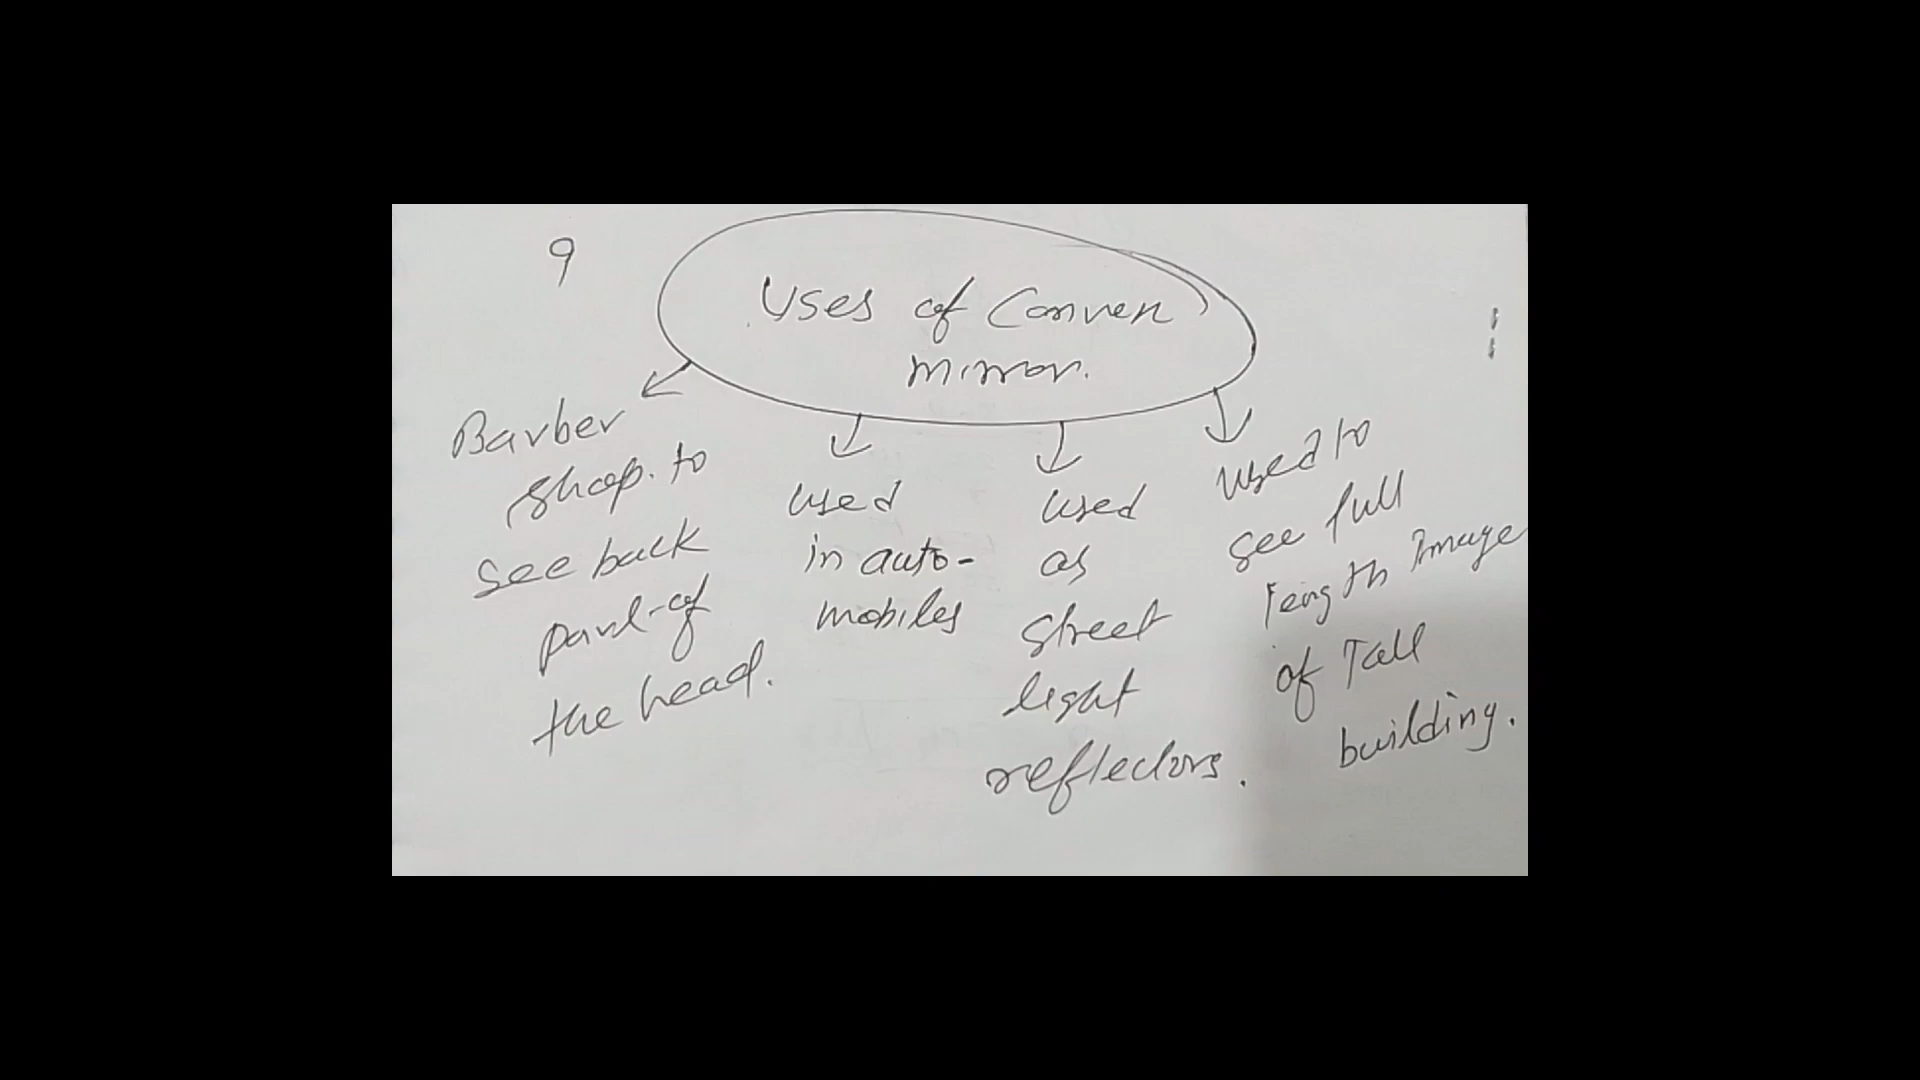 9
Uses of Convex
mirror.
Barber
shop. to
see back
part of
the head.
used
in auto-
mobiles
used
as
street
light
reflectors.
used to
see full
length Image
of Tall
building.